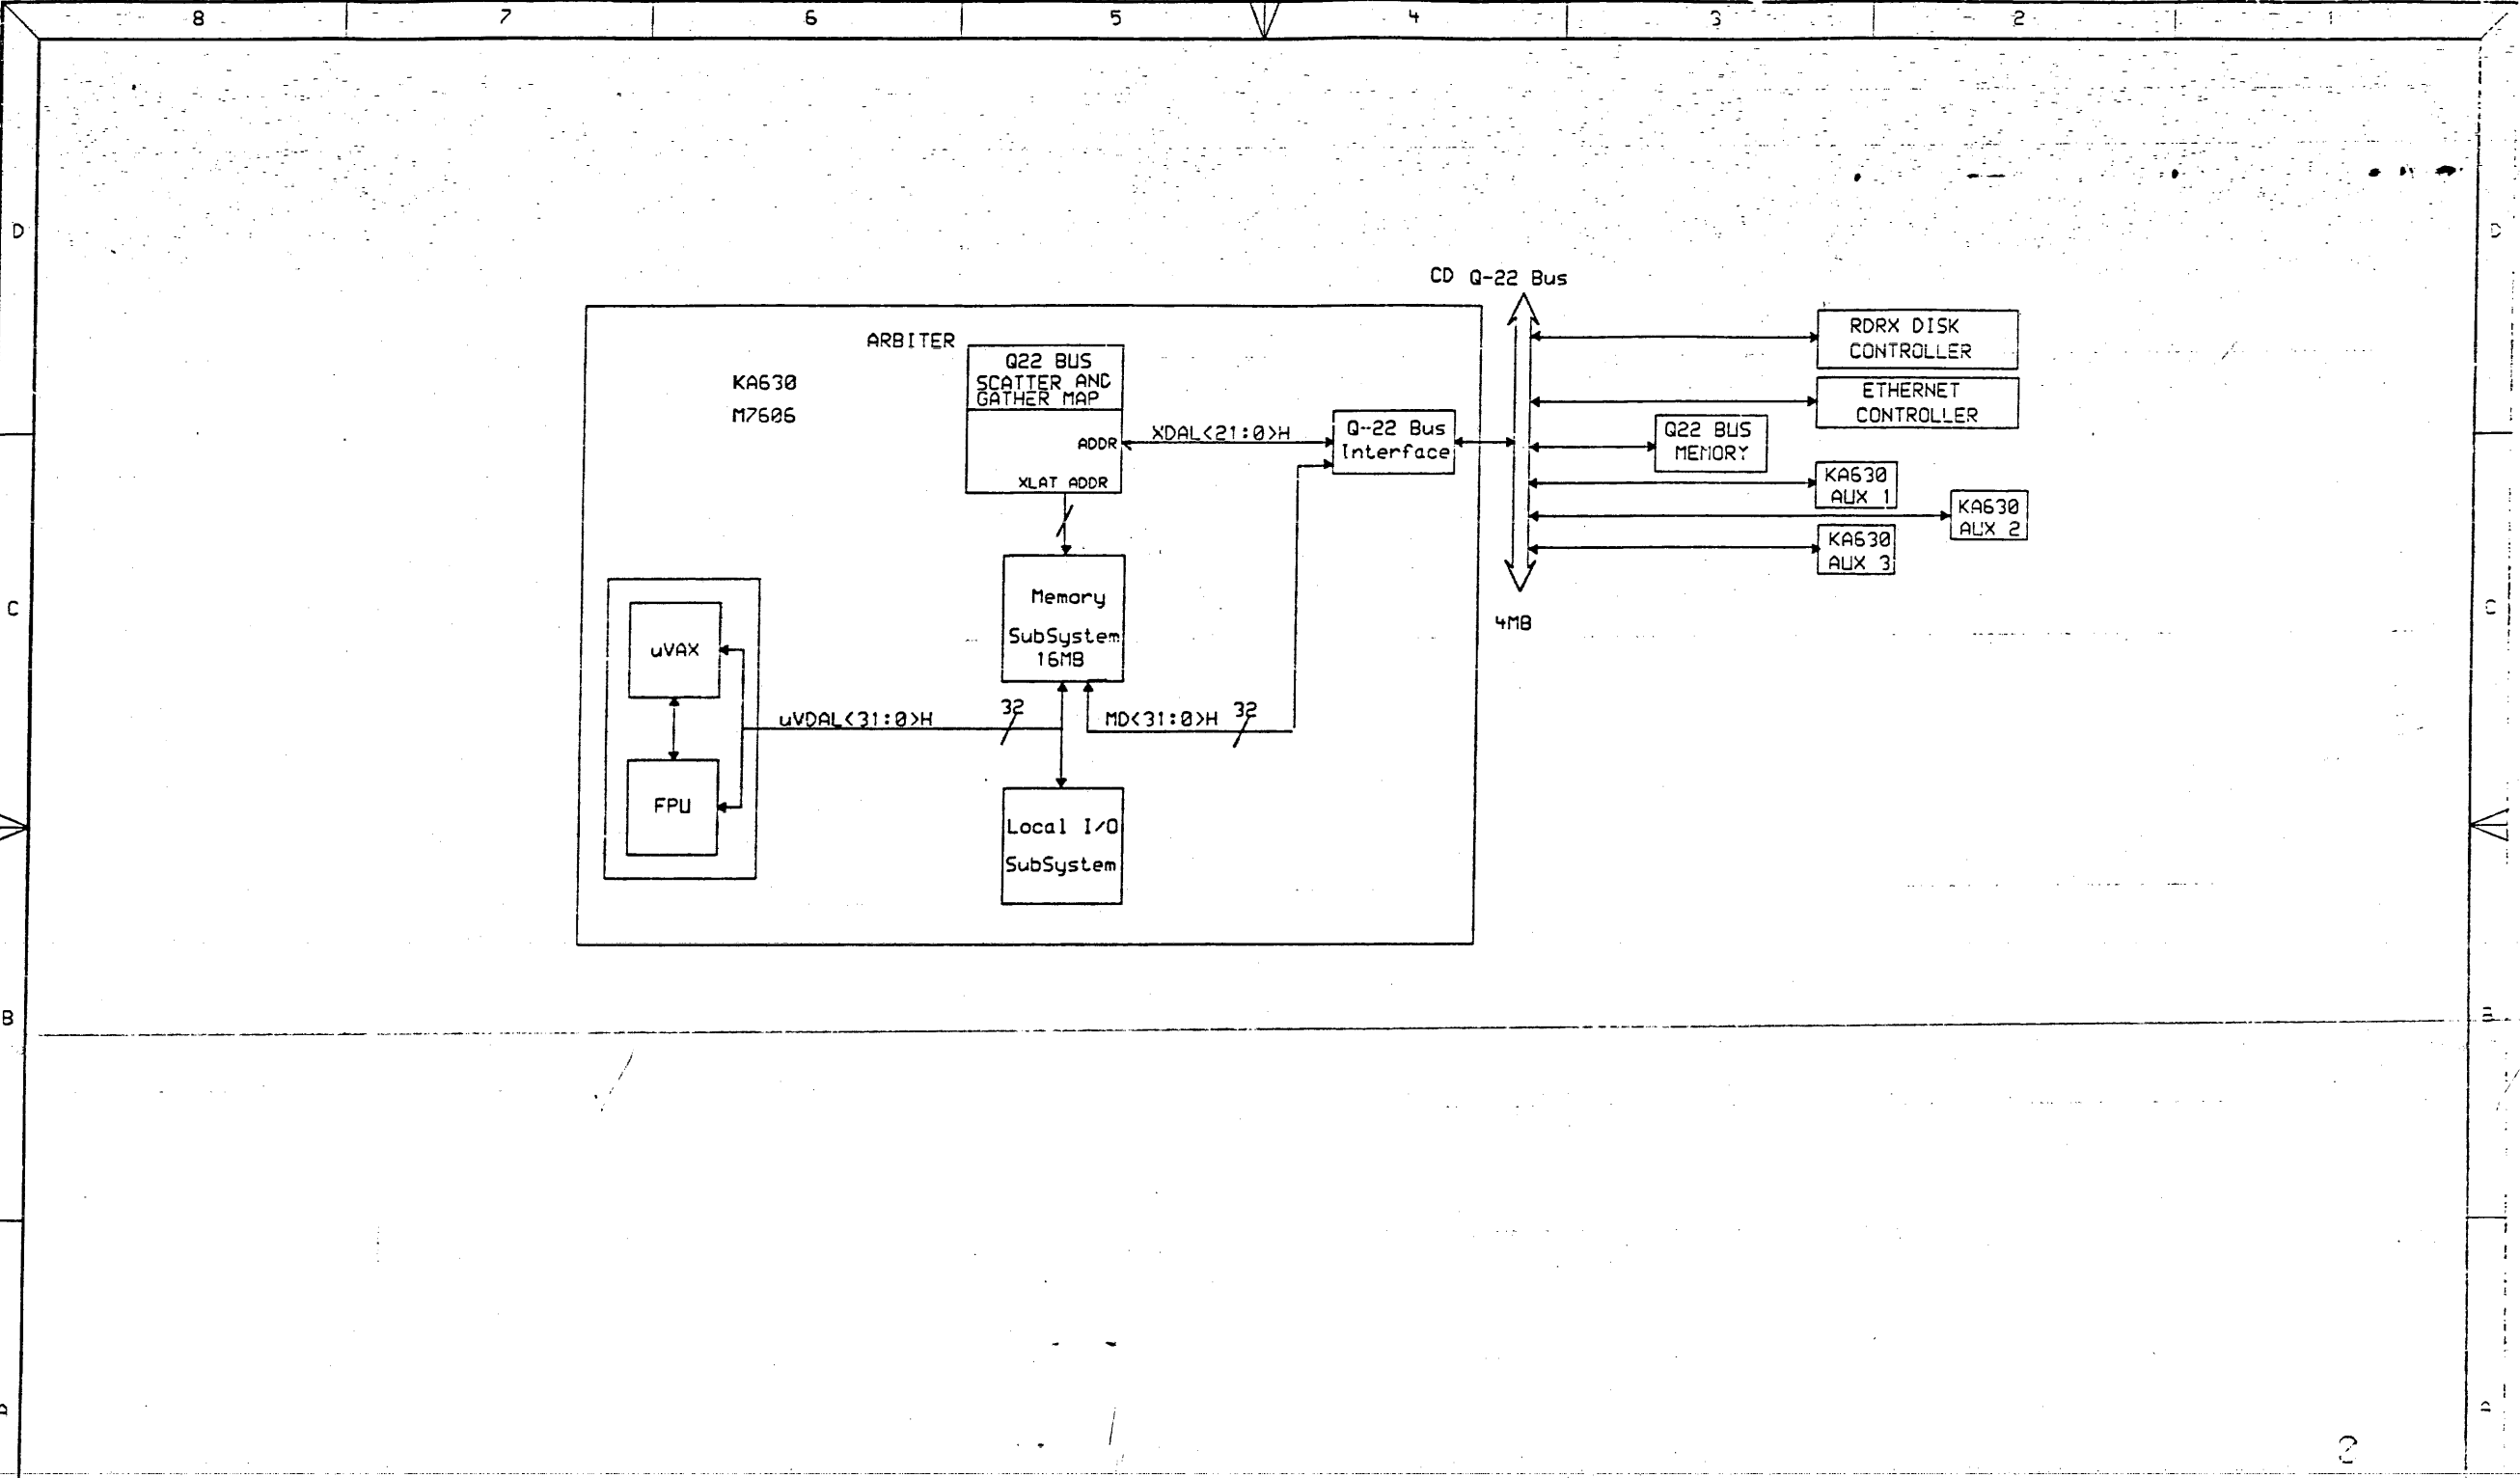 8 7 6 5 4 3 2 1
D
D
CD Q-22 Bus
ARBITER
KA630
M7606
Q22 BUS
SCATTER AND
GATHER MAP
ADDR
XLAT ADDR
XDAL<21:0>H
Q-22 Bus
Interface
RDRX DISK
CONTROLLER
ETHERNET
CONTROLLER
Q22 BUS
MEMORY
KA630
AUX 1
KA630
AUX 2
KA630
AUX 3
4MB
C
C
Memory
SubSystem
16MB
uVAX
FPU
uVDAL<31:0>H
32
MD<31:0>H
32
Local I/O
SubSystem
B
2